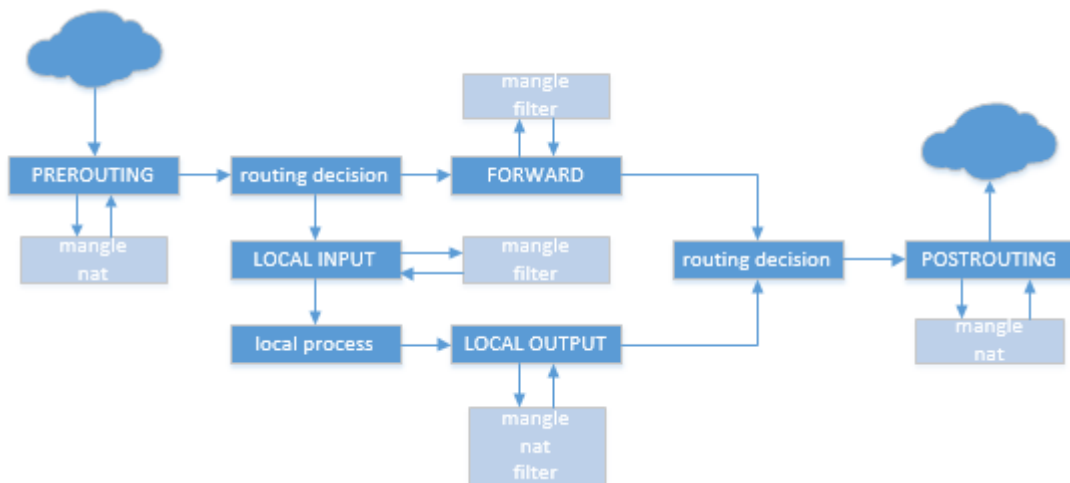 mangle
filter
PREROUTING
routing decision
FORWARD
mangle
nat
LOCAL INPUT
mangle
filter
routing decision
POSTROUTING
local process
LOCAL OUTPUT
mangle
nat
mangle
nat
filter